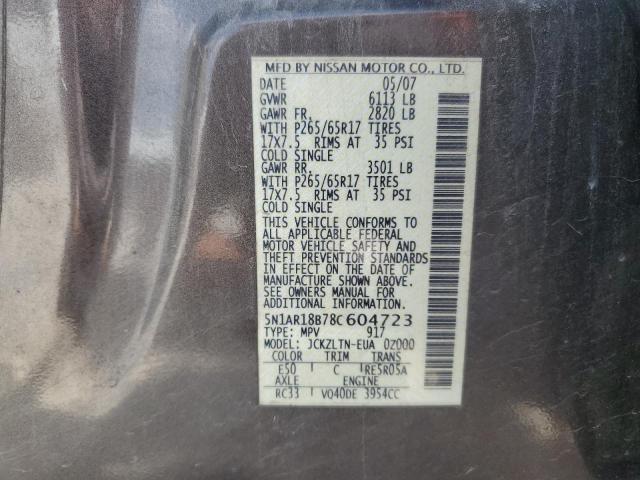 MFD BY NISSAN MOTOR CO., LTD.
DATE 05/07
GVWR 6113 LB
GAWR FR. 2820 LB
WITH P265/65R17 TIRES
17X7.5 RIMS AT 35 PSI
COLD SINGLE
GAWR RR. 3501 LB
WITH P265/65R17 TIRES
17X7.5 RIMS AT 35 PSI
COLD SINGLE
THIS VEHICLE CONFORMS TO
ALL APPLICABLE FEDERAL
MOTOR VEHICLE SAFETY AND
THEFT PREVENTION STANDARDS
IN EFFECT ON THE DATE OF
MANUFACTURE SHOWN ABOVE.
SEE OWNERS MANUAL FOR
ADDITIONAL INFORMATION.
5N1AR18B78C604723
TYPE: MPV 917
MODEL: JCKZLTN-EUA 0Z000
COLOR TRIM TRANS
E50 C RE5R05A
AXLE ENGINE
RC33 VQ40DE 3954CC